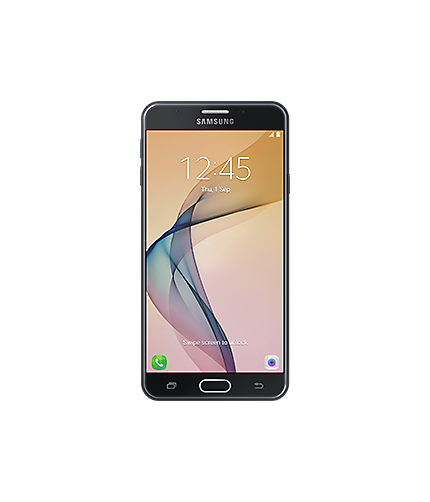 SAMSUNG
12:45
Thu, 1 Sep
Swipe screen to unlock